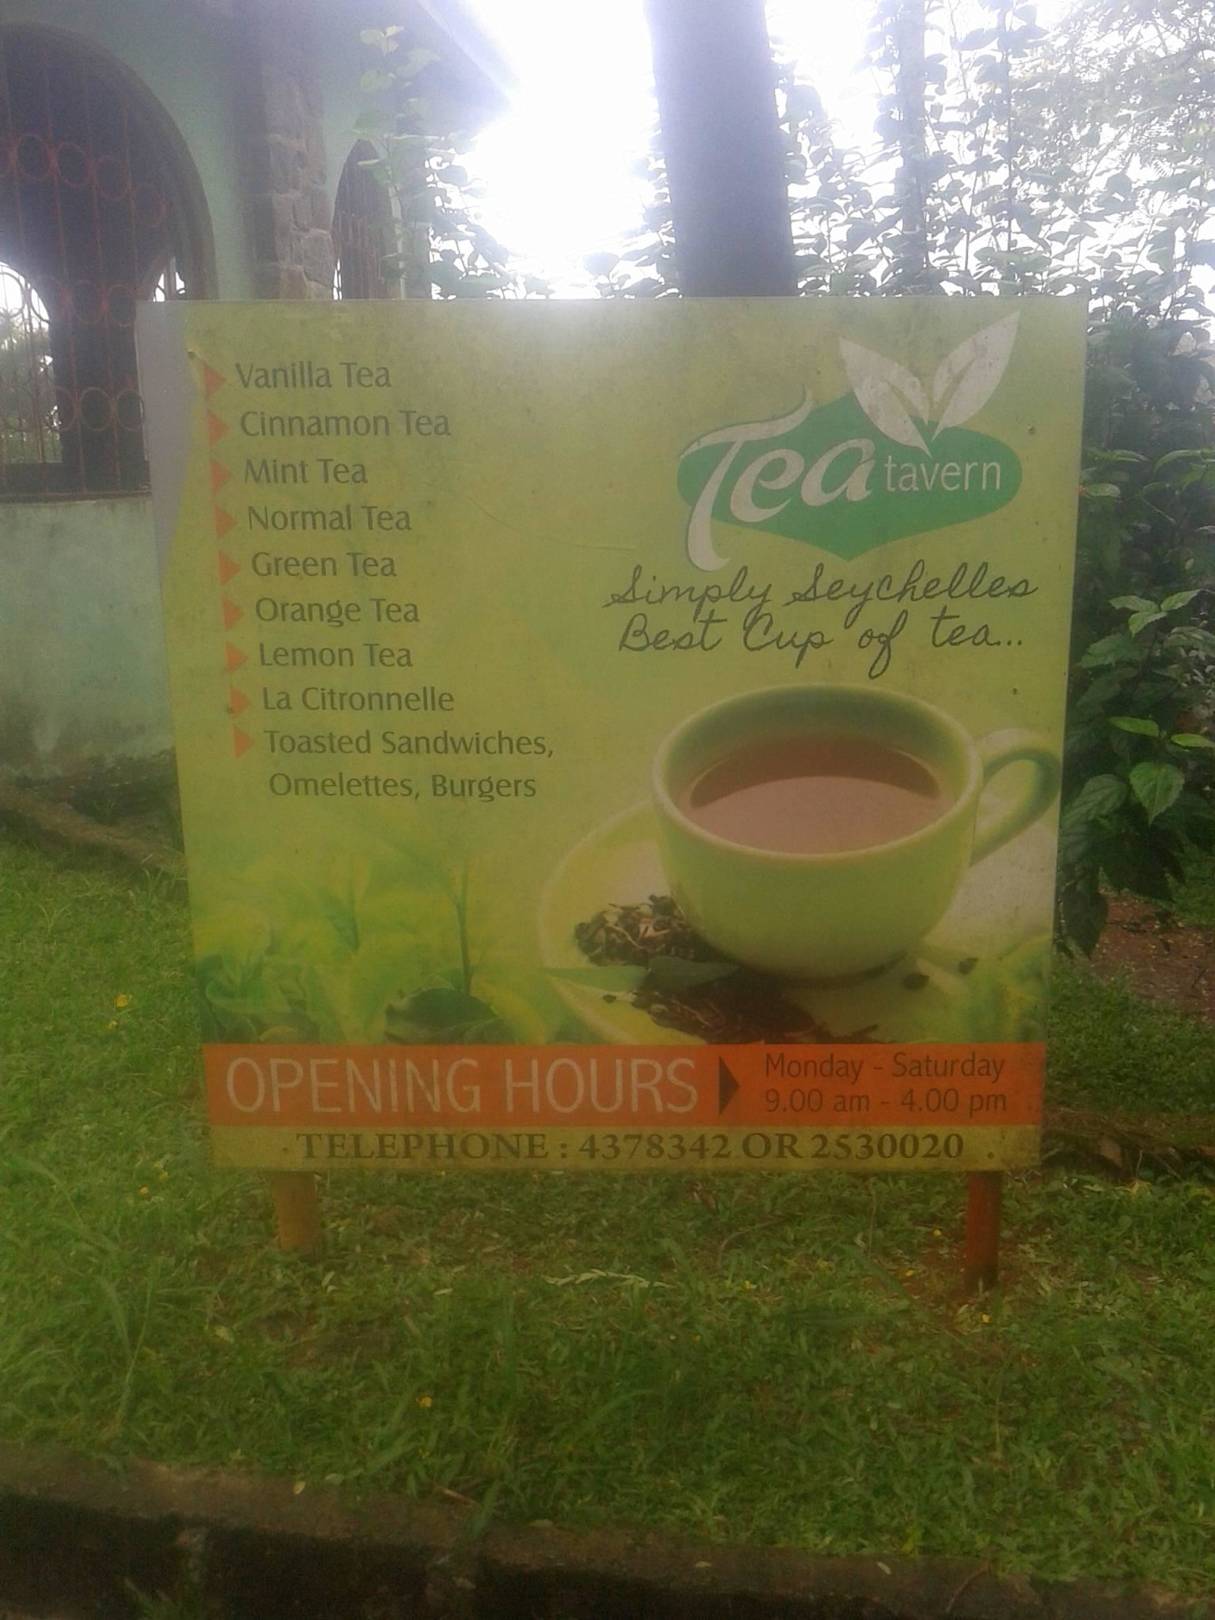 Vanilla Tea
Cinnamon Tea
Mint Tea
Normal Tea
Green Tea
Orange Tea
Lemon Tea
La Citronnelle
Toasted Sandwiches,
Omelettes, Burgers
Tea tavern
Simply Seychelles
Best Cup of tea...
OPENING HOURS
Monday - Saturday
9.00 am - 4.00 pm
TELEPHONE : 4378342 OR 2530020